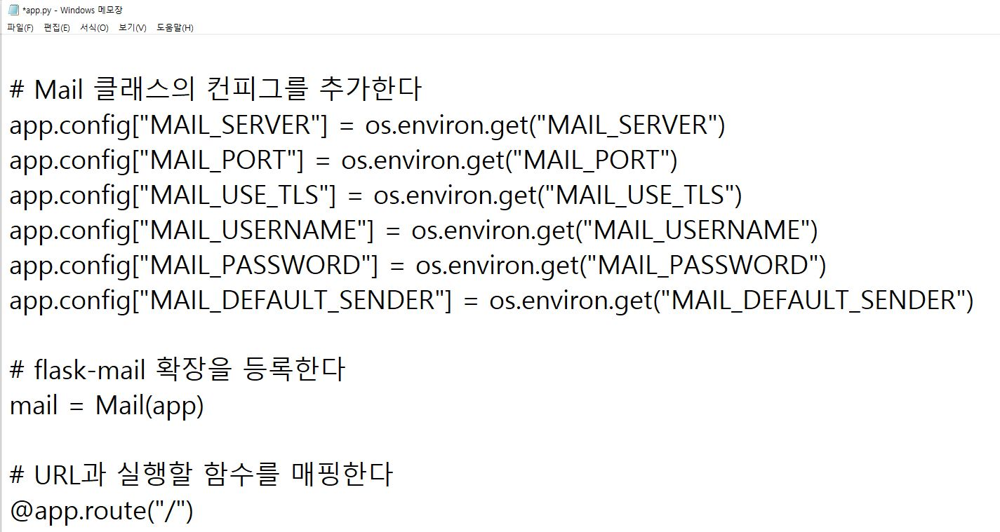 *app.py - Windows 메모장
파일(F) 편집(E) 서식(O) 보기(V) 도움말(H)
# Mail 클래스의 컨피그를 추가한다
app.config["MAIL_SERVER"] = os.environ.get("MAIL_SERVER")
app.config["MAIL_PORT"] = os.environ.get("MAIL_PORT")
app.config["MAIL_USE_TLS"] = os.environ.get("MAIL_USE_TLS")
app.config["MAIL_USERNAME"] = os.environ.get("MAIL_USERNAME")
app.config["MAIL_PASSWORD"] = os.environ.get("MAIL_PASSWORD")
app.config["MAIL_DEFAULT_SENDER"] = os.environ.get("MAIL_DEFAULT_SENDER")
# flask-mail 확장을 등록한다
mail = Mail(app)
# URL과 실행할 함수를 매핑한다
@app.route("/")